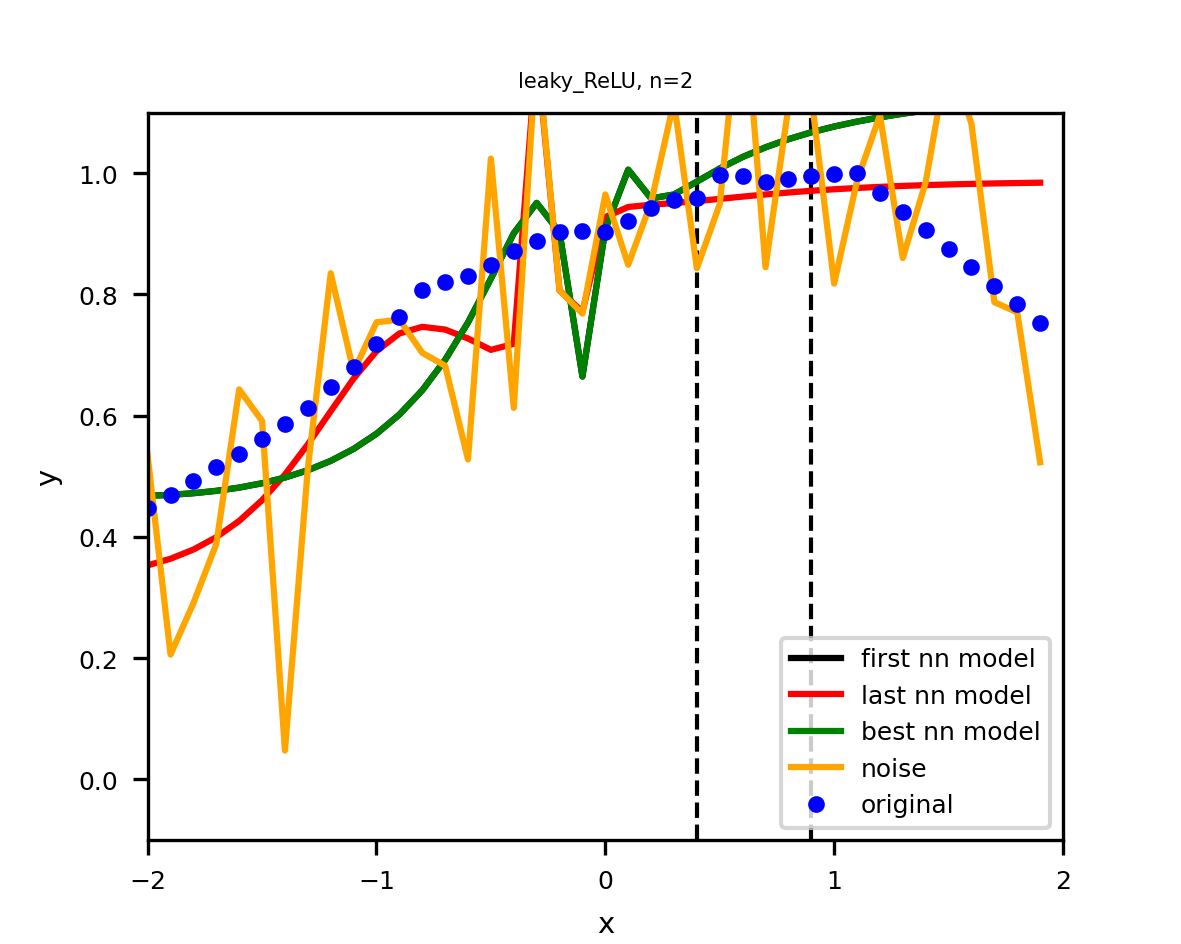 leaky_ReLU, n=2
y
1.0
0.8
0.6
0.4
0.2
0.0
first nn model
last nn model
best nn model
noise
original
−2 −1 0 1 2
x